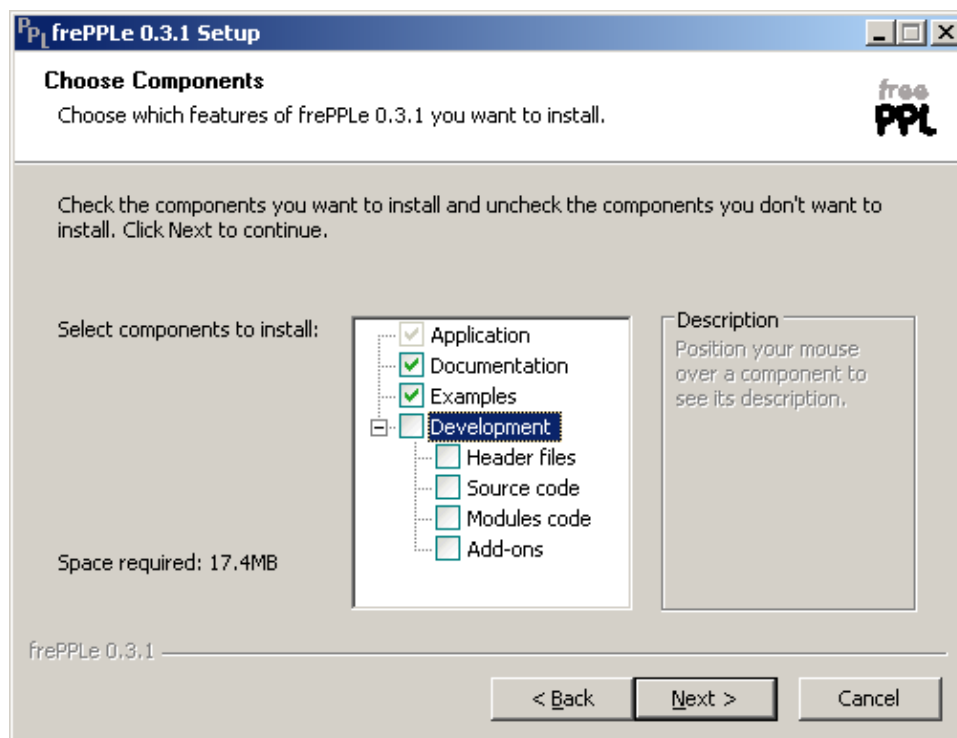 PPL frePPLe 0.3.1 Setup
Choose Components
Choose which features of frePPLe 0.3.1 you want to install.
free
PPL
Check the components you want to install and uncheck the components you don't want to
install. Click Next to continue.
Select components to install:
Application
Documentation
Examples
Development
Header files
Source code
Modules code
Add-ons
Space required: 17.4MB
Description
Position your mouse
over a component to
see its description.
frePPLe 0.3.1
< Back
Next >
Cancel